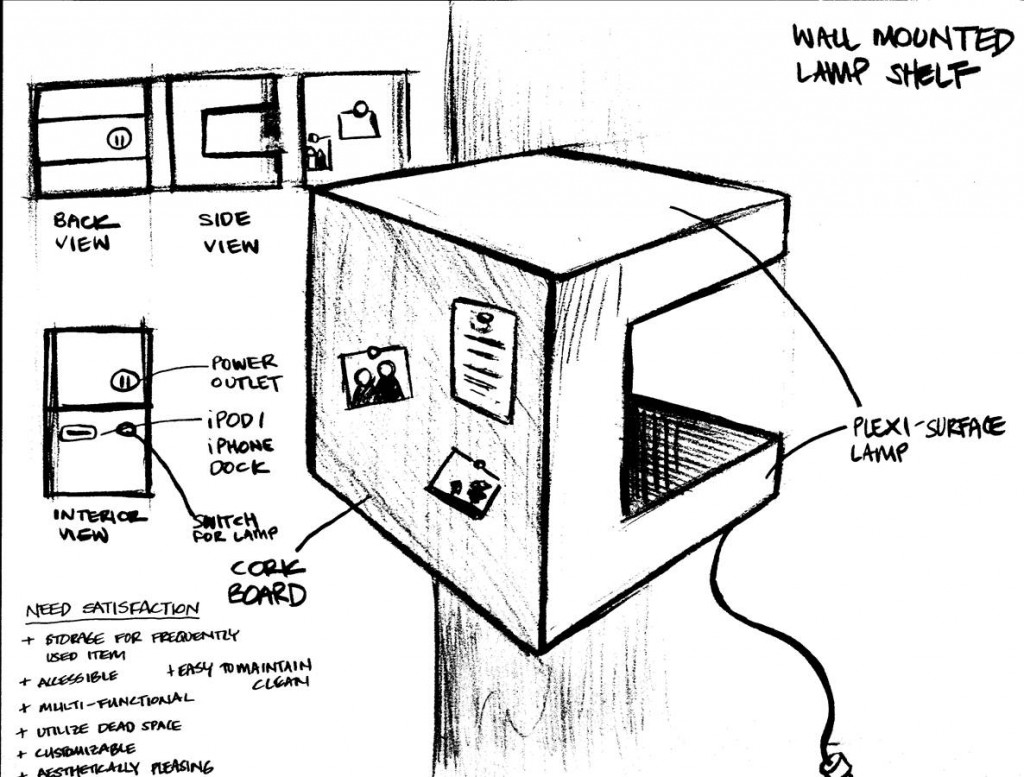 WALL MOUNTED
LAMP SHELF
BACK
VIEW
SIDE
VIEW
POWER
OUTLET
iPOD/
iPHONE
DOCK
INTERIOR
VIEW
SWITCH
FOR LAMP
CORK
BOARD
PLEXI-SURFACE
LAMP
NEED SATISFACTION
+ STORAGE FOR FREQUENTLY
USED ITEM
+ ACCESSIBLE
+ EASY TO MAINTAIN
CLEAN
+ MULTI-FUNCTIONAL
+ UTILIZE DEAD SPACE
+ CUSTOMIZABLE
+ AESTHETICALLY PLEASING